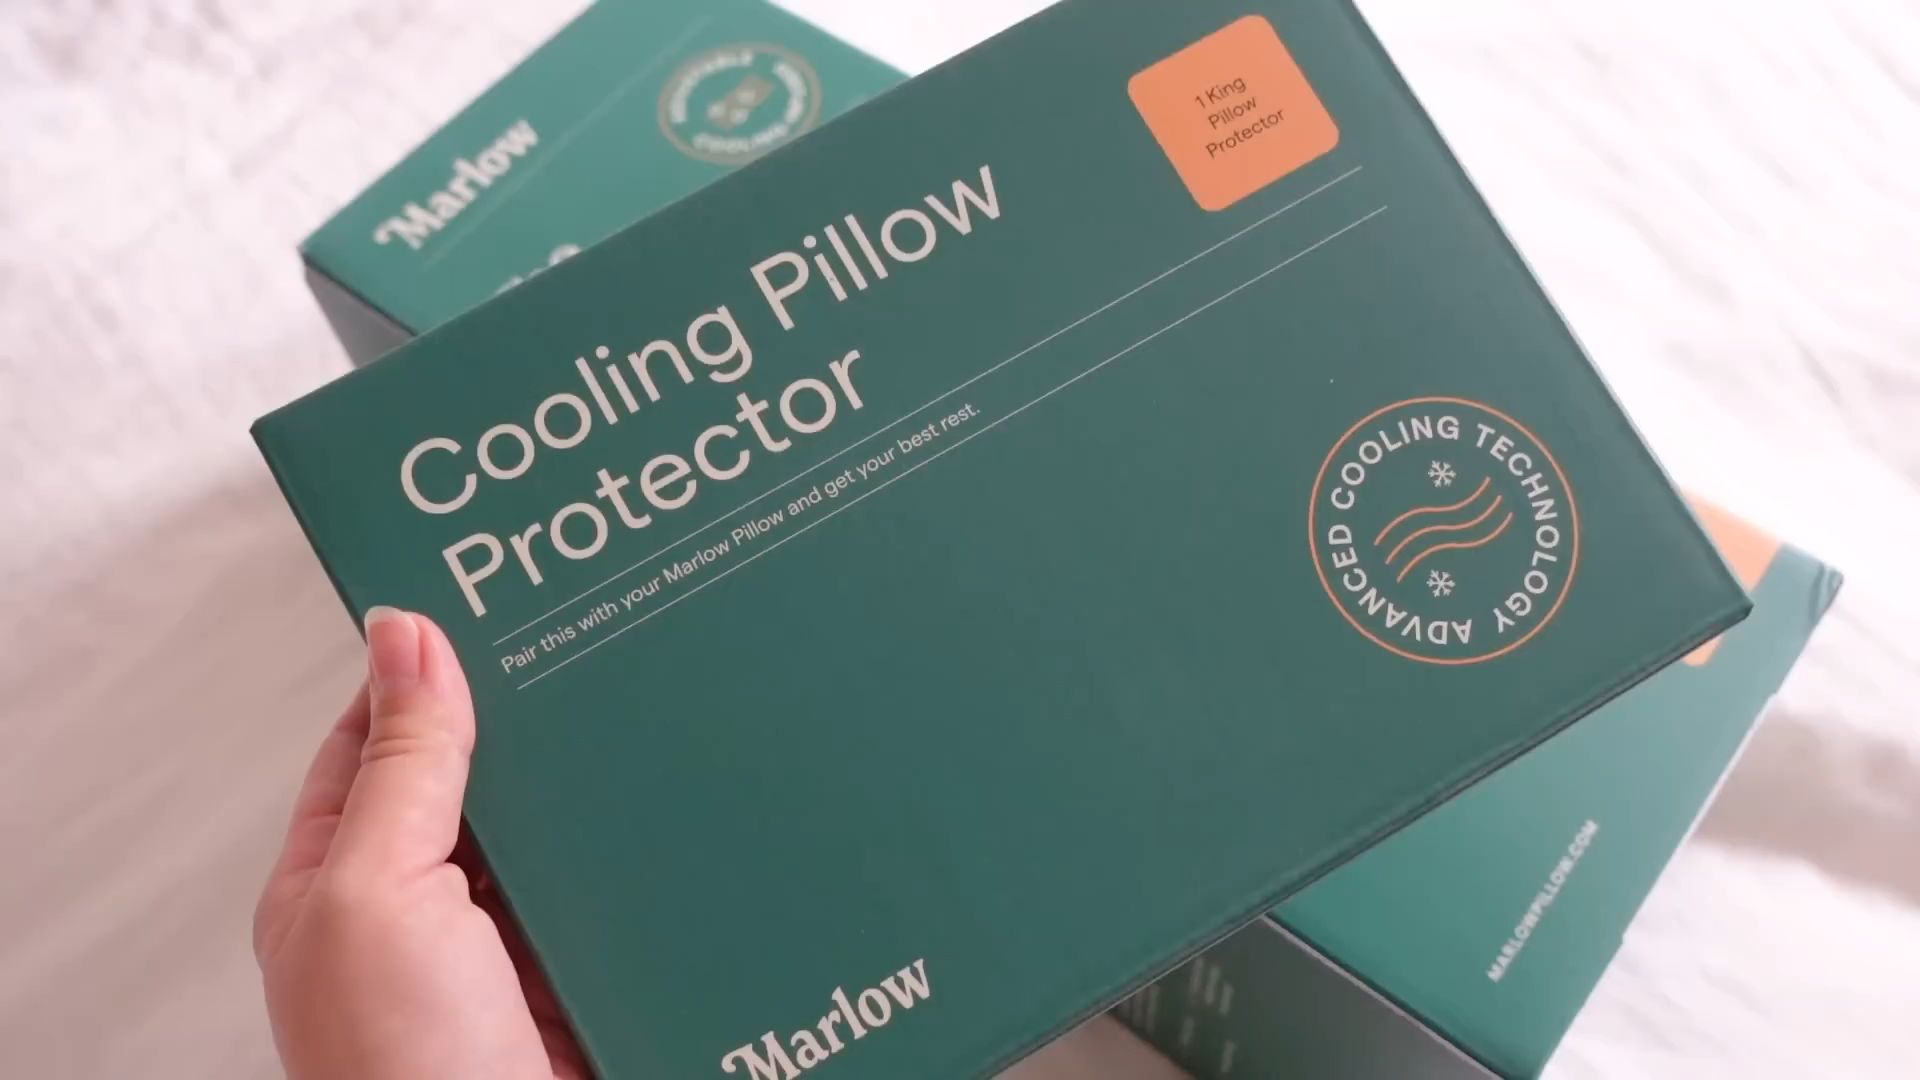 Marlow
1 King
Pillow
Protector
Cooling Pillow
Protector
Pair this with your Marlow Pillow and get your best rest.
ADVANCED COOLING TECHNOLOGY
Marlow
MARLOWPILLOW.COM